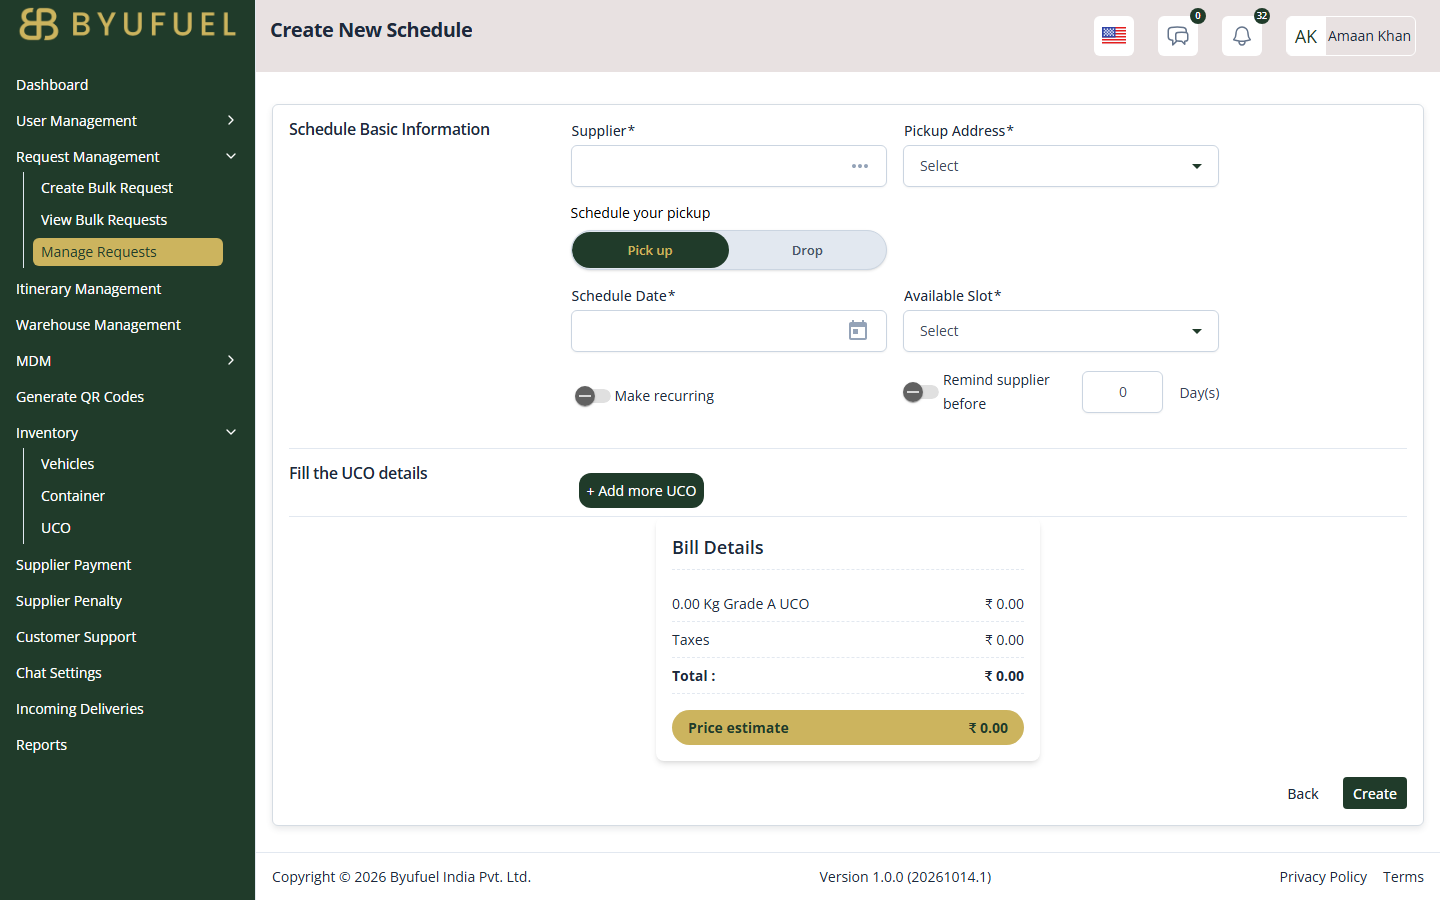 BYUFUEL
Create New Schedule
0
32
AK
Amaan Khan
Dashboard
User Management
Request Management
Create Bulk Request
View Bulk Requests
Manage Requests
Itinerary Management
Warehouse Management
MDM
Generate QR Codes
Inventory
Vehicles
Container
UCO
Supplier Payment
Supplier Penalty
Customer Support
Chat Settings
Incoming Deliveries
Reports
Schedule Basic Information
Supplier*
Pickup Address*
Select
Schedule your pickup
Pick up
Drop
Schedule Date*
Available Slot*
Select
Make recurring
Remind supplier
before
0
Day(s)
Fill the UCO details
+ Add more UCO
Bill Details
0.00 Kg Grade A UCO ₹ 0.00
Taxes ₹ 0.00
Total : ₹ 0.00
Price estimate ₹ 0.00
Back
Create
Copyright © 2026 Byufuel India Pvt. Ltd.
Version 1.0.0 (20261014.1)
Privacy Policy
Terms